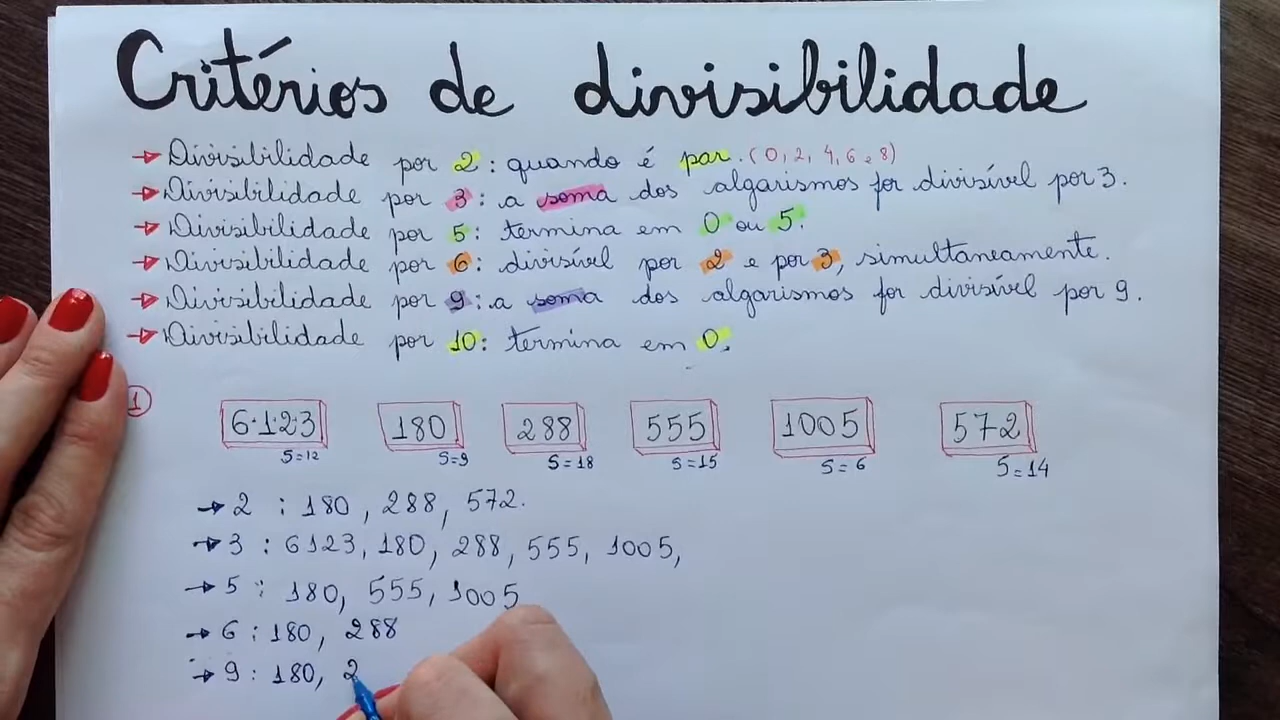 Critérios de divisibilidade
Divisibilidade por 2: quando é par. (0, 2, 4, 6 e 8)
Divisibilidade por 3: a soma dos algarismos for divisível por 3.
Divisibilidade por 5: termina em 0 ou 5.
Divisibilidade por 6: divisível por 2 e por 3, simultaneamente.
Divisibilidade por 9: a soma dos algarismos for divisível por 9.
Divisibilidade por 10: termina em 0.
1 6·1·2·3 180 288 555 1005 572
S=12 S=9 S=18 S=15 S=6 S=14
→ 2 : 180, 288, 572.
→ 3 : 6123, 180, 288, 555, 1005,
→ 5 : 180, 555, 1005
→ 6 : 180, 288
→ 9 : 180, 2